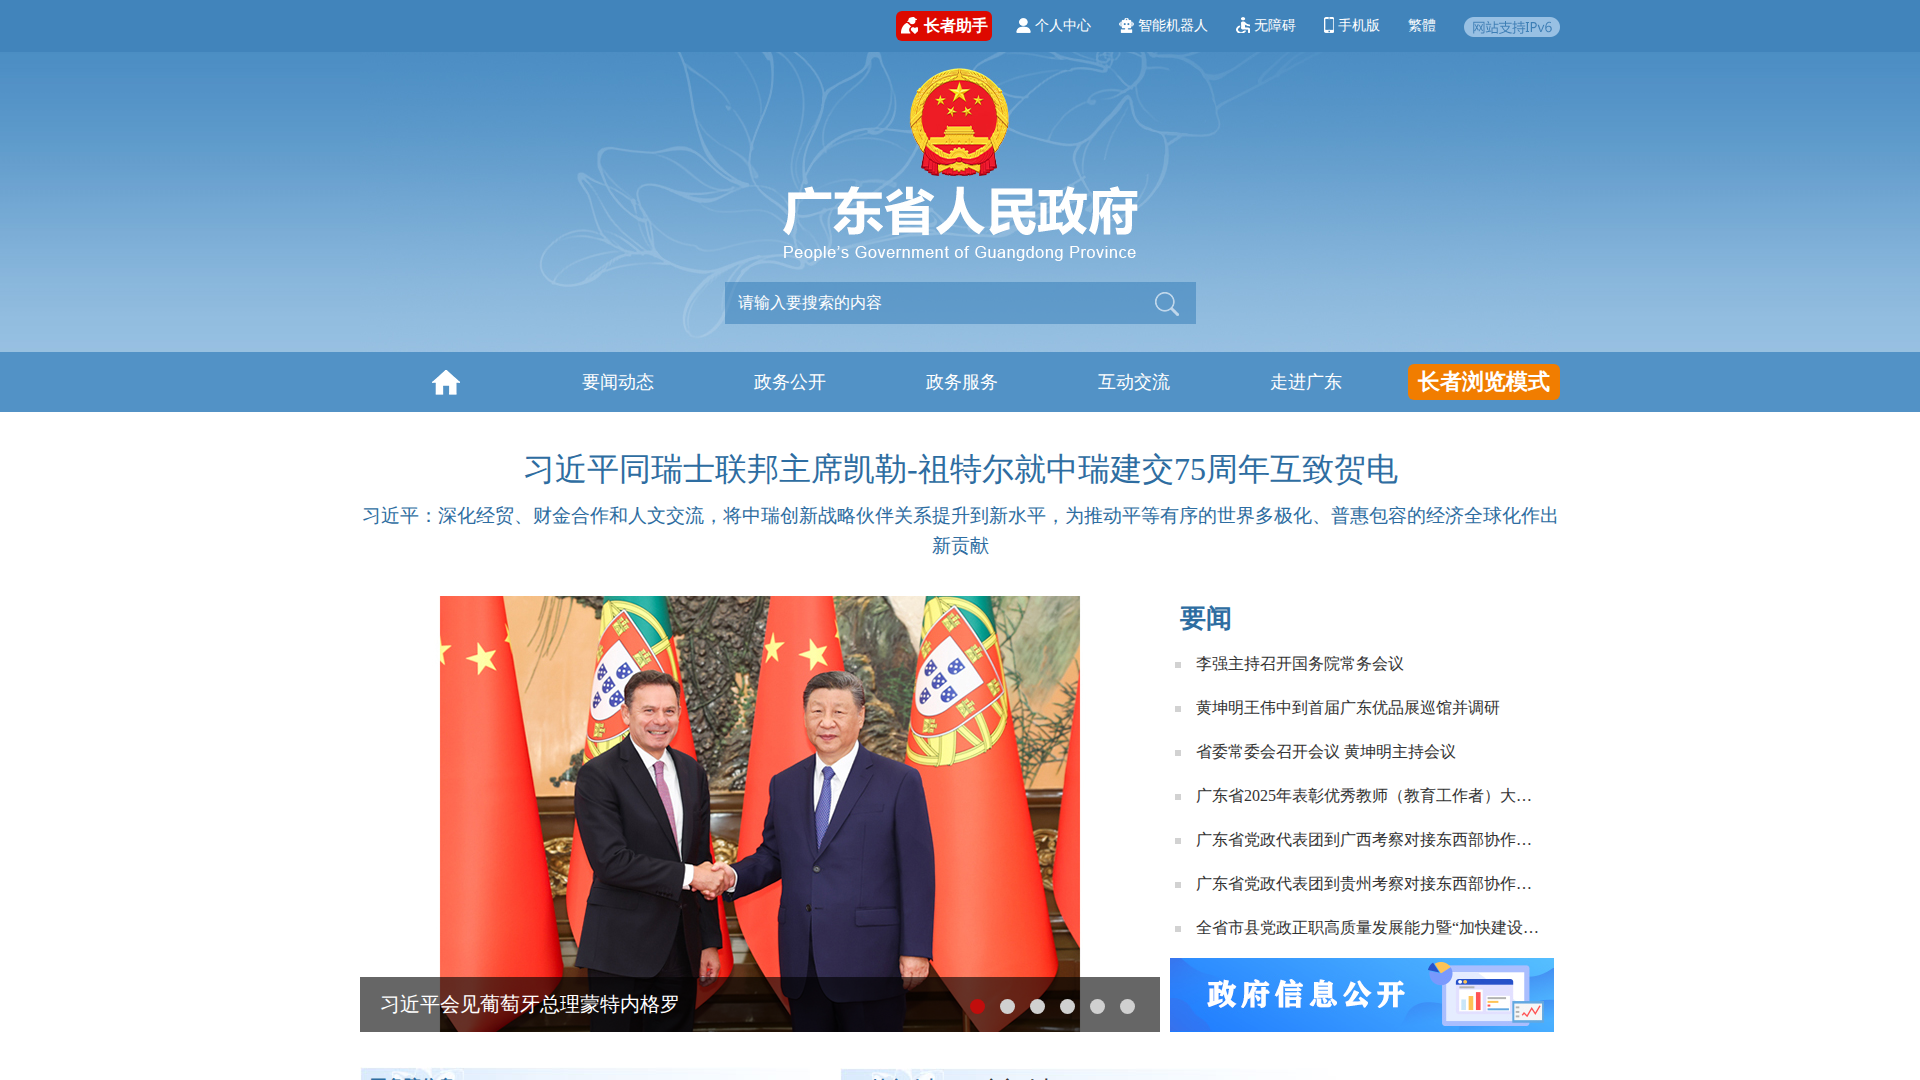 长者助手
个人中心
智能机器人
无障碍
手机版
繁體
网站支持IPv6
广东省人民政府
People's Government of Guangdong Province
请输入要搜索的内容
要闻动态
政务公开
政务服务
互动交流
走进广东
长者浏览模式
习近平同瑞士联邦主席凯勒-祖特尔就中瑞建交75周年互致贺电
习近平：深化经贸、财金合作和人文交流，将中瑞创新战略伙伴关系提升到新水平，为推动平等有序的世界多极化、普惠包容的经济全球化作出
新贡献
习近平会见葡萄牙总理蒙特内格罗
要闻
李强主持召开国务院常务会议
黄坤明王伟中到首届广东优品展巡馆并调研
省委常委会召开会议 黄坤明主持会议
广东省2025年表彰优秀教师（教育工作者）大…
广东省党政代表团到广西考察对接东西部协作…
广东省党政代表团到贵州考察对接东西部协作…
全省市县党政正职高质量发展能力暨“加快建设…
政府信息公开